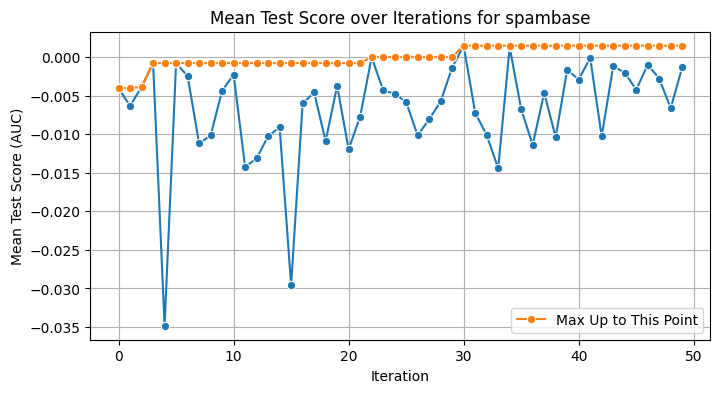 Mean Test Score over Iterations for spambase
Mean Test Score (AUC)
0.000
−0.005
−0.010
−0.015
−0.020
−0.025
−0.030
−0.035
Max Up to This Point
0 10 20 30 40 50
Iteration